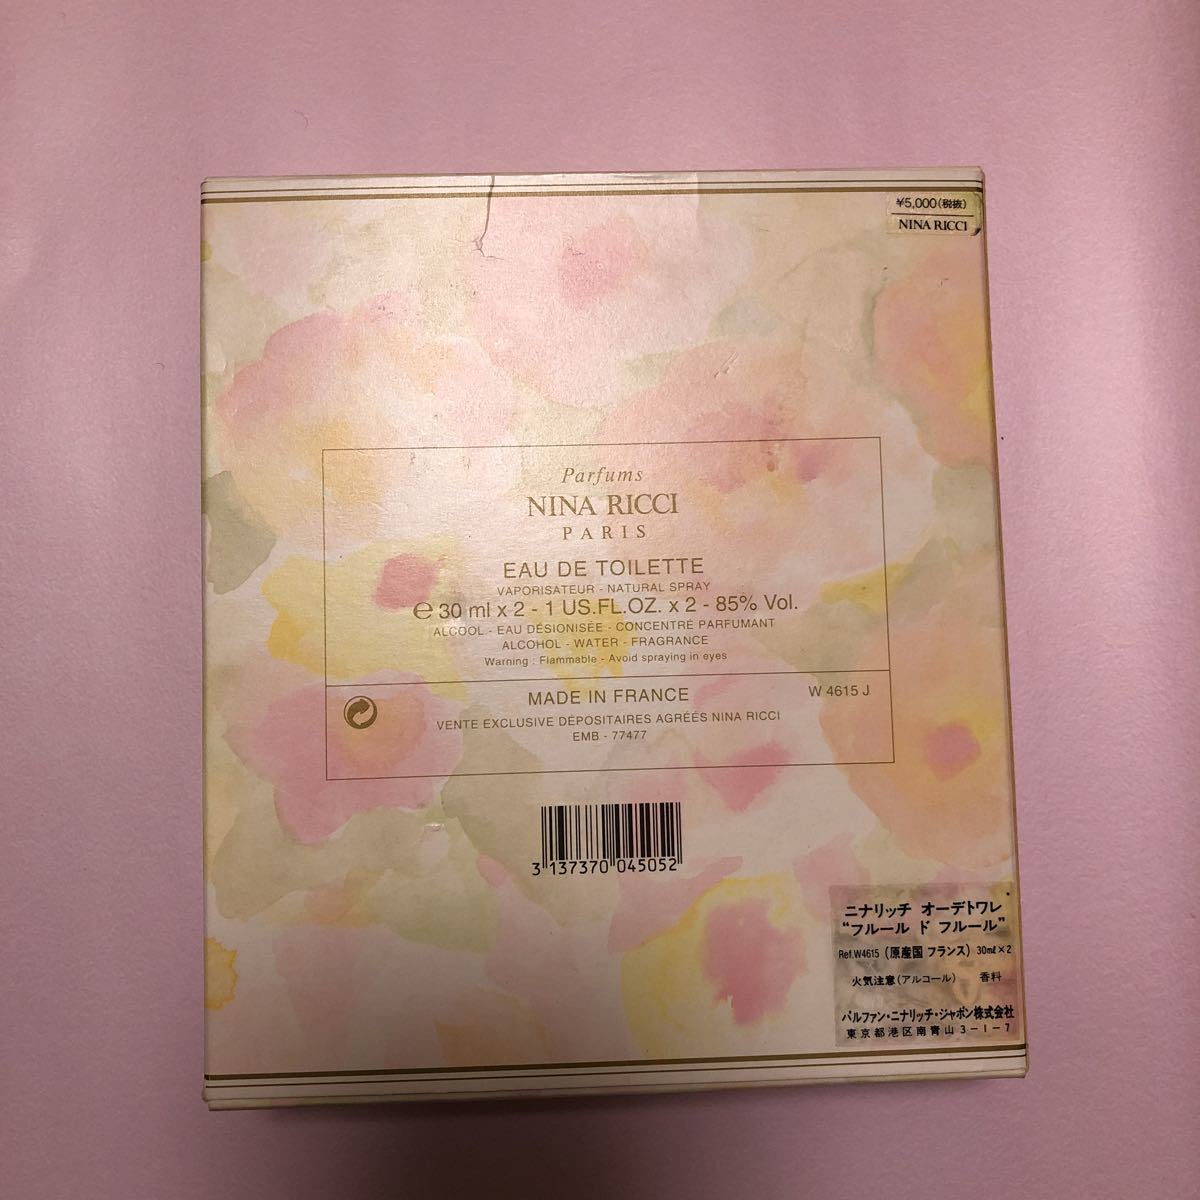 ¥5,000(税抜)
NINA RICCI
Parfums
NINA RICCI
PARIS
EAU DE TOILETTE
VAPORISATEUR - NATURAL SPRAY
℮ 30 ml x 2 - 1 US.FL.OZ. x 2 - 85% Vol.
ALCOOL - EAU DÉSIONISÉE - CONCENTRÉ PARFUMANT
ALCOHOL - WATER - FRAGRANCE
Warning : Flammable - Avoid spraying in eyes
MADE IN FRANCE
W 4615 J
VENTE EXCLUSIVE DÉPOSITAIRES AGRÉÉS NINA RICCI
EMB - 77477
3 137370 045052
ニナリッチ オーデトワレ
“フルール ド フルール”
Ref.W4615 (原産国 フランス) 30mℓ×2
火気注意(アルコール) 香料
パルファン・ニナリッチ・ジャポン株式会社
東京都港区南青山3-1-7